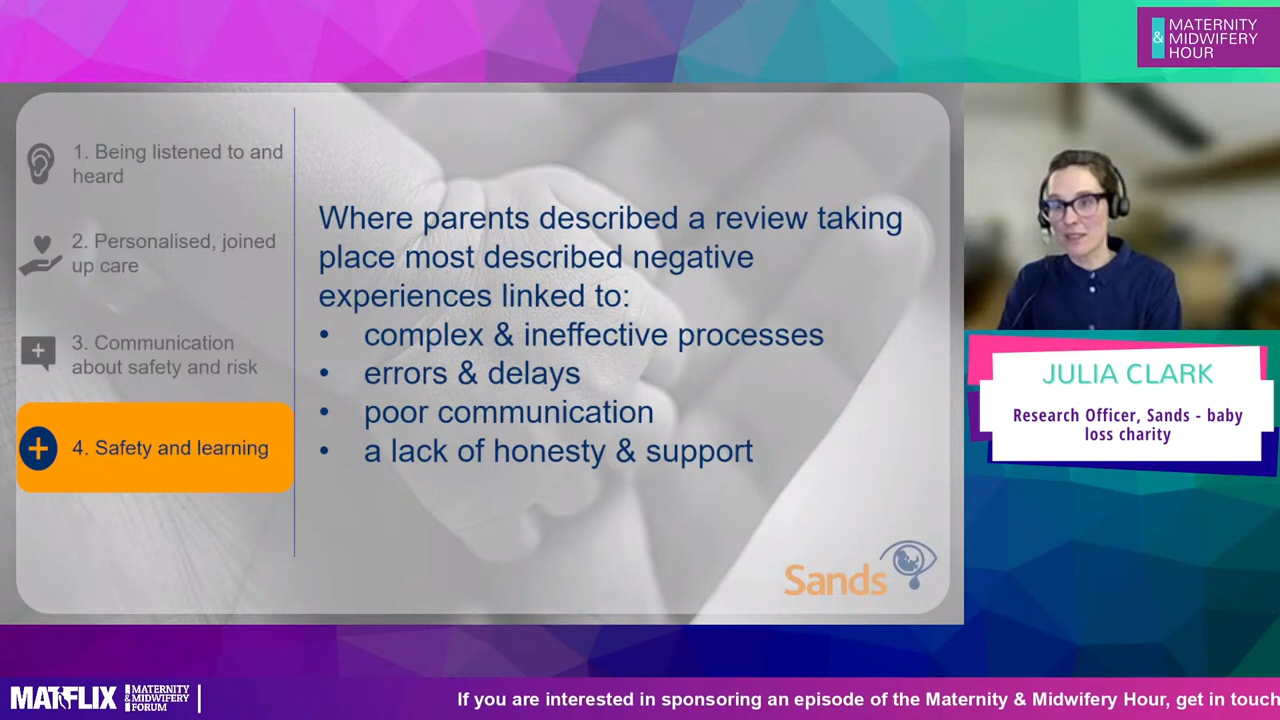 MATERNITY
& MIDWIFERY
HOUR
1. Being listened to and
heard
2. Personalised, joined
up care
3. Communication
about safety and risk
4. Safety and learning
Where parents described a review taking
place most described negative
experiences linked to:
• complex & ineffective processes
• errors & delays
• poor communication
• a lack of honesty & support
Sands
JULIA CLARK
Research Officer, Sands - baby
loss charity
MATFLIX
MATERNITY
& MIDWIFERY
FORUM
If you are interested in sponsoring an episode of the Maternity & Midwifery Hour, get in touch